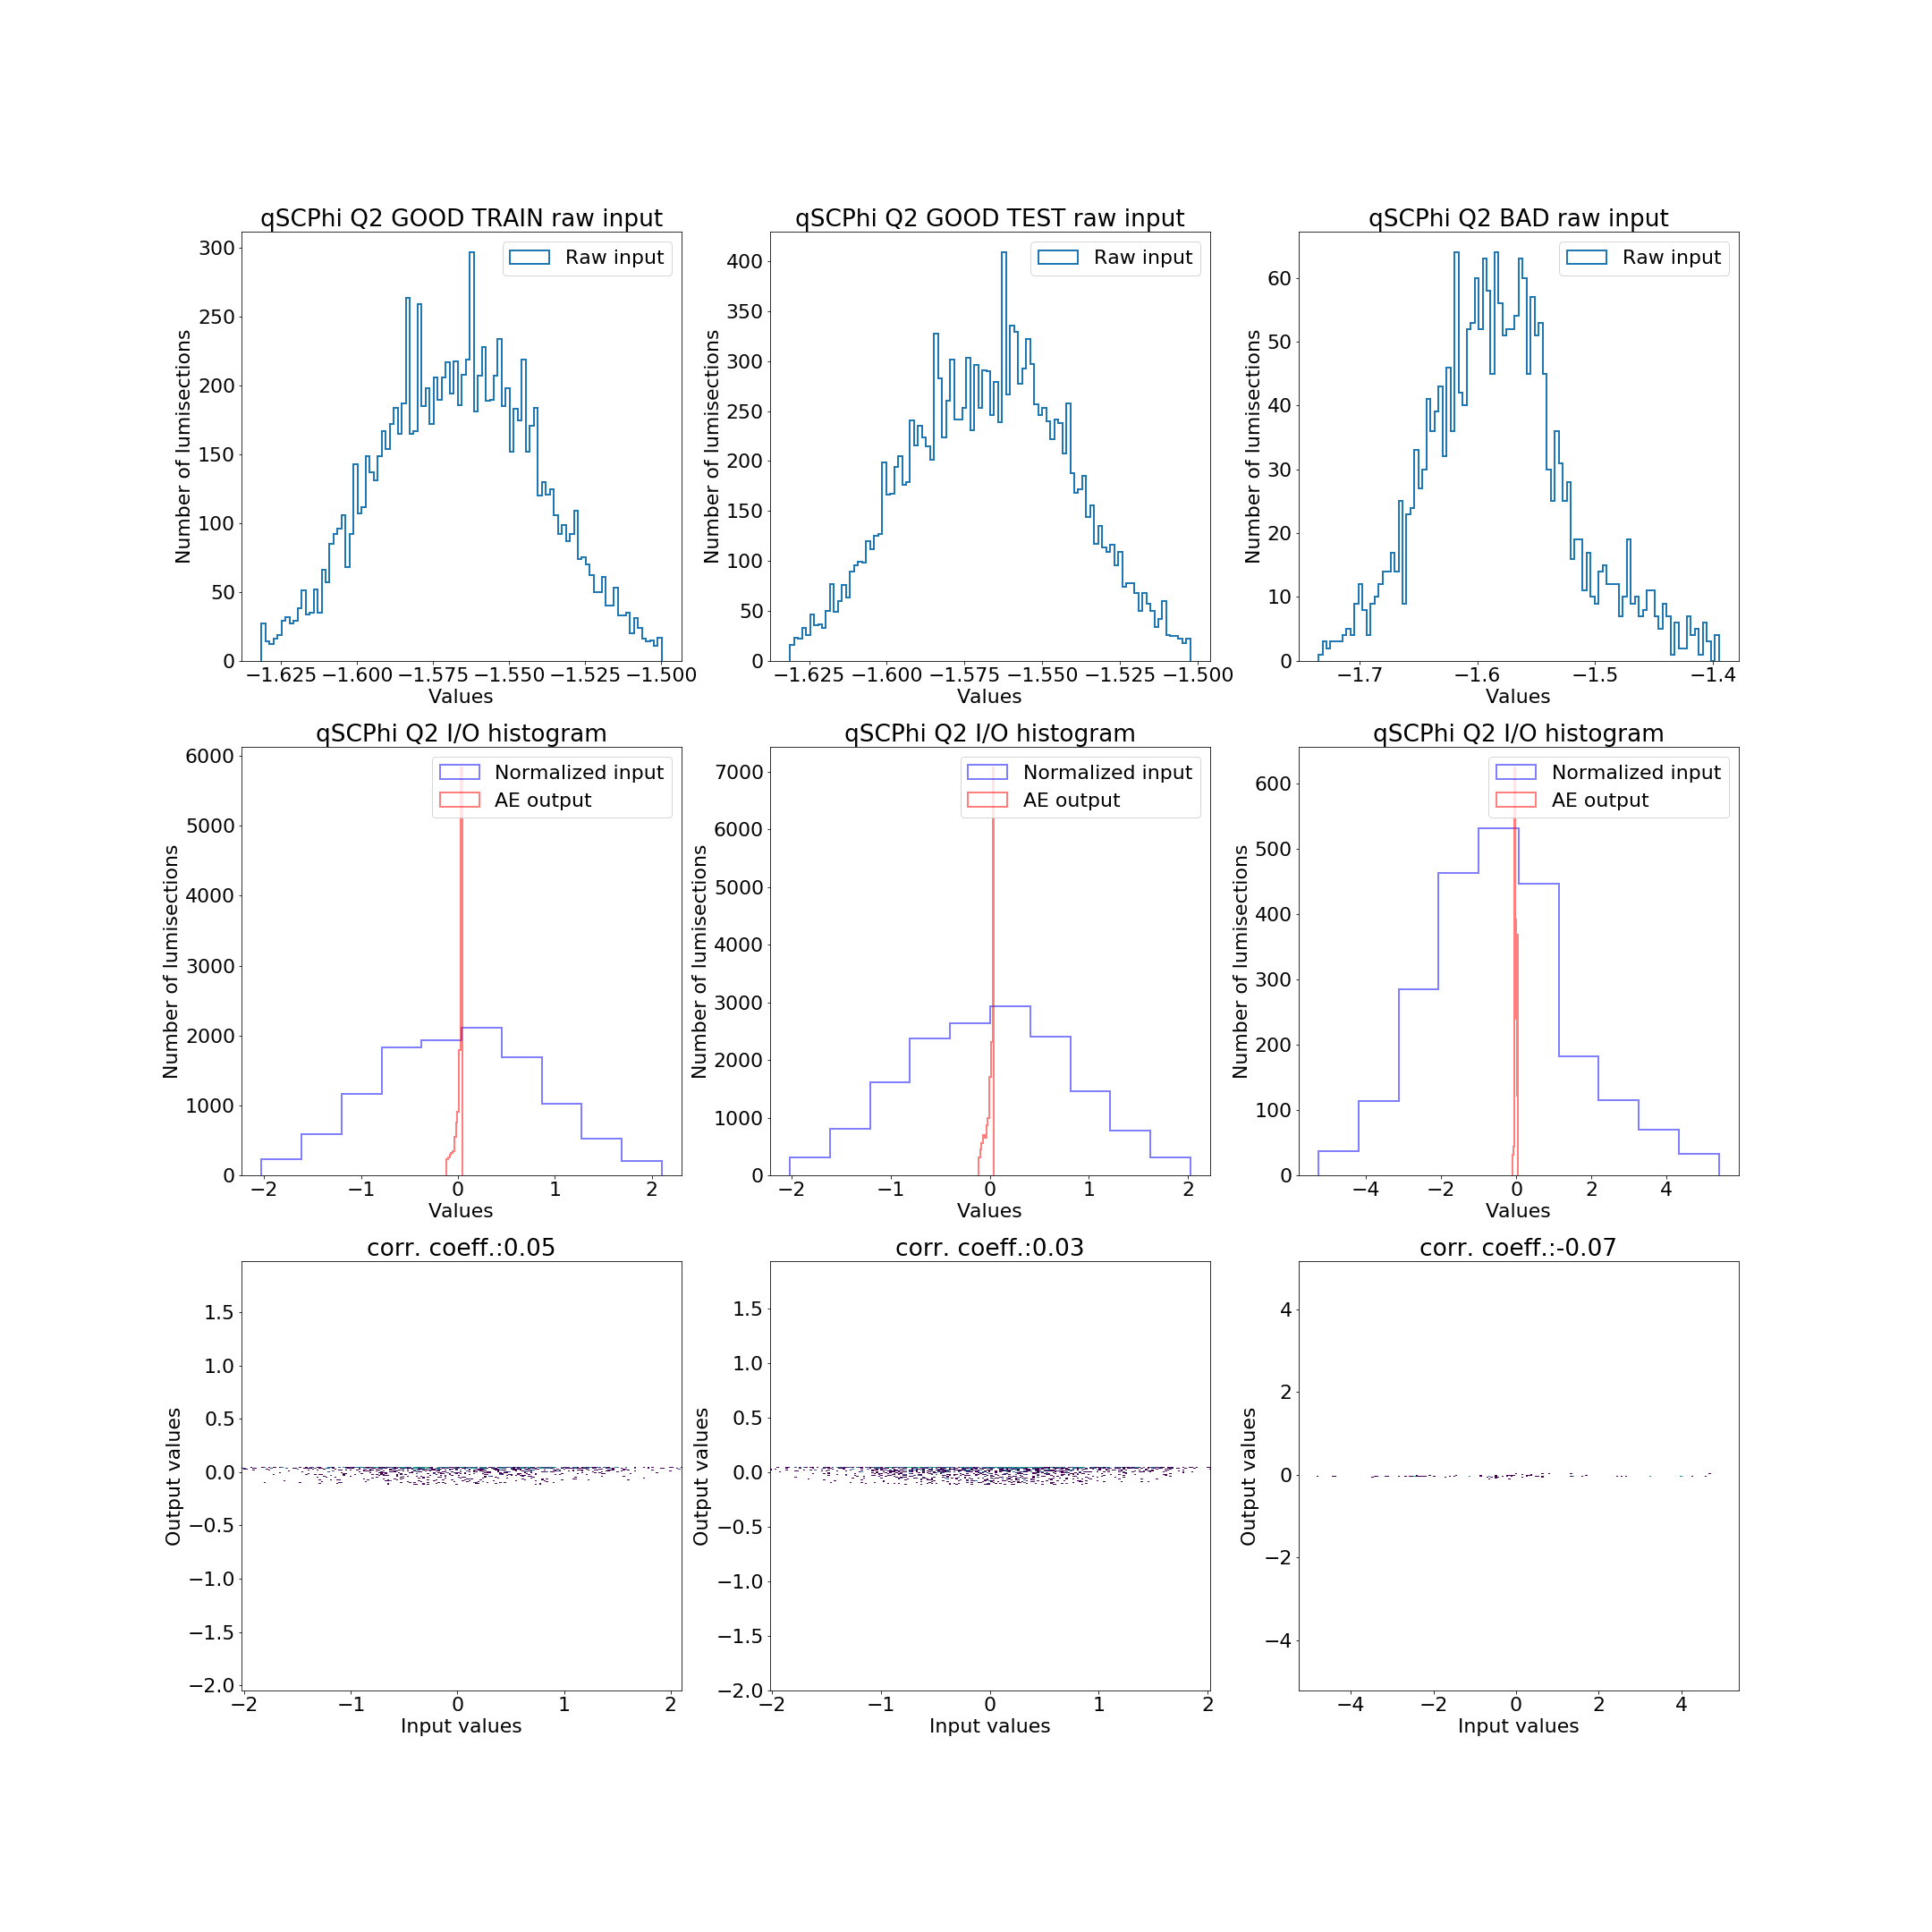 qSCPhi Q2 GOOD TRAIN raw input
Raw input
Number of lumisections
300
250
200
150
100
50
0
−1.625 −1.600 −1.575 −1.550 −1.525 −1.500
Values
qSCPhi Q2 GOOD TEST raw input
Raw input
Number of lumisections
400
350
300
250
200
150
100
50
0
−1.625 −1.600 −1.575 −1.550 −1.525 −1.500
Values
qSCPhi Q2 BAD raw input
Raw input
Number of lumisections
60
50
40
30
20
10
0
−1.7 −1.6 −1.5 −1.4
Values
qSCPhi Q2 I/O histogram
Normalized input
AE output
Number of lumisections
6000
5000
4000
3000
2000
1000
0
−2 −1 0 1 2
Values
qSCPhi Q2 I/O histogram
Normalized input
AE output
Number of lumisections
7000
6000
5000
4000
3000
2000
1000
0
−2 −1 0 1 2
Values
qSCPhi Q2 I/O histogram
Normalized input
AE output
Number of lumisections
600
500
400
300
200
100
0
−4 −2 0 2 4
Values
corr. coeff.:0.05
Output values
1.5
1.0
0.5
0.0
−0.5
−1.0
−1.5
−2.0
−2 −1 0 1 2
Input values
corr. coeff.:0.03
Output values
1.5
1.0
0.5
0.0
−0.5
−1.0
−1.5
−2.0
−2 −1 0 1 2
Input values
corr. coeff.:-0.07
Output values
4
2
0
−2
−4
−4 −2 0 2 4
Input values